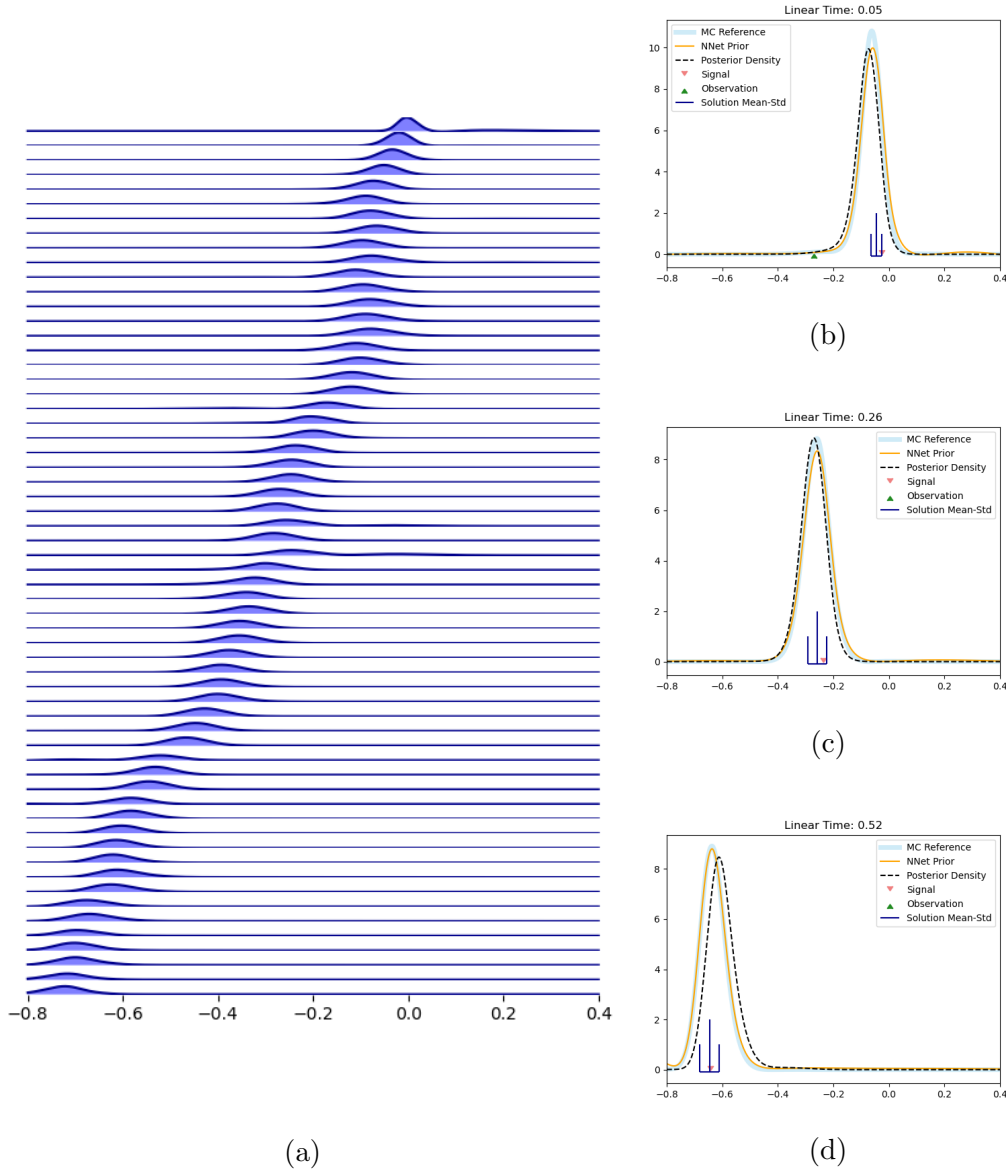 −0.8 −0.6 −0.4 −0.2 0.0 0.2 0.4
(a)
Linear Time: 0.05
MC Reference
NNet Prior
Posterior Density
Signal
Observation
Solution Mean-Std
10
8
6
4
2
0
−0.8 −0.6 −0.4 −0.2 0.0 0.2 0.4
(b)
Linear Time: 0.26
MC Reference
NNet Prior
Posterior Density
Signal
Observation
Solution Mean-Std
8
6
4
2
0
−0.8 −0.6 −0.4 −0.2 0.0 0.2 0.4
(c)
Linear Time: 0.52
MC Reference
NNet Prior
Posterior Density
Signal
Observation
Solution Mean-Std
8
6
4
2
0
−0.8 −0.6 −0.4 −0.2 0.0 0.2 0.4
(d)